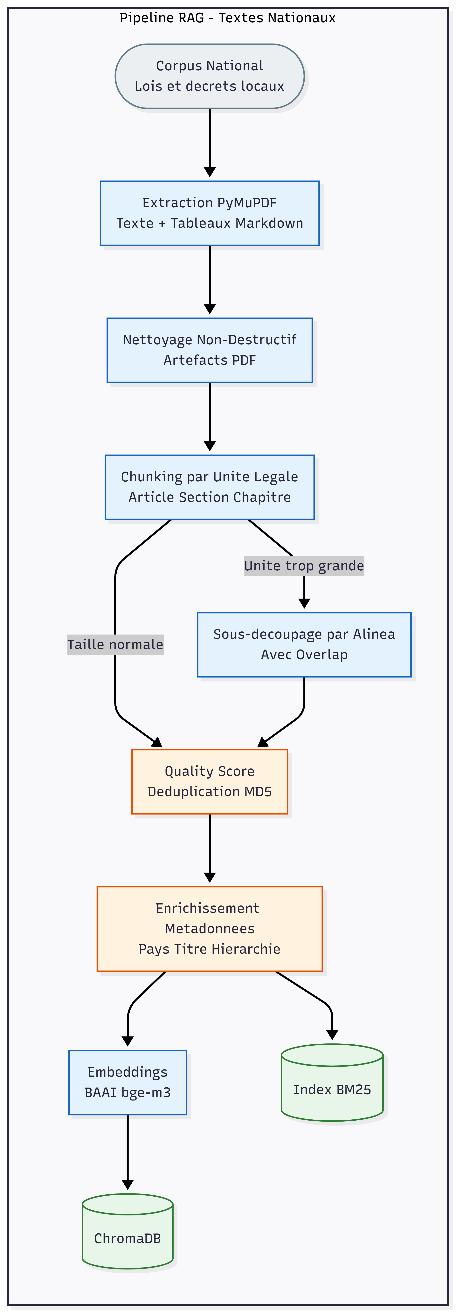 Pipeline RAG - Textes Nationaux
Corpus National
Lois et decrets locaux
Extraction PyMuPDF
Texte + Tableaux Markdown
Nettoyage Non-Destructif
Artefacts PDF
Chunking par Unite Legale
Article Section Chapitre
Unite trop grande
Taille normale
Sous-decoupage par Alinea
Avec Overlap
Quality Score
Deduplication MD5
Enrichissement
Metadonnees
Pays Titre Hierarchie
Embeddings
BAAI bge-m3
Index BM25
ChromaDB